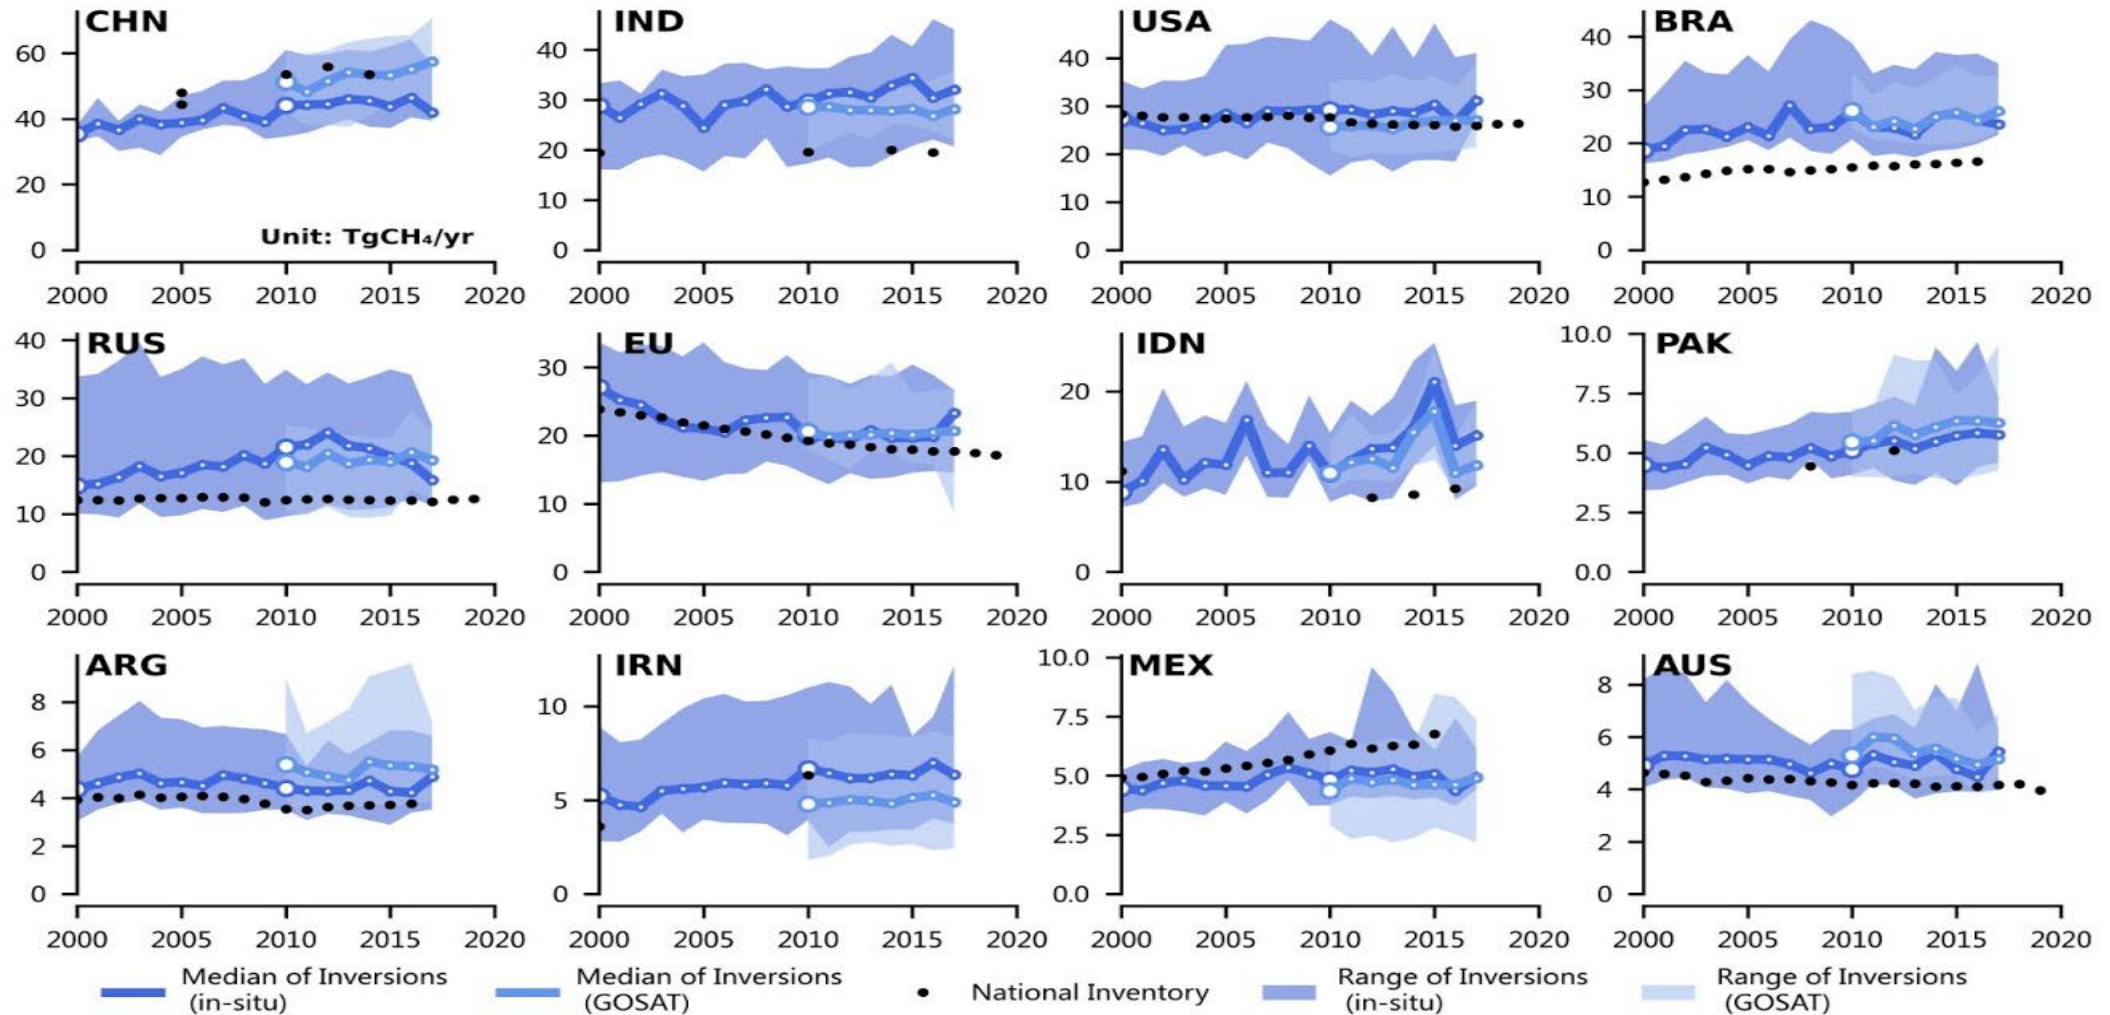 CHN
IND
USA
BRA
60
40
20
0
40
30
20
10
0
40
30
20
10
0
40
30
20
10
0
Unit: TgCH₄/yr
2000 2005 2010 2015 2020
2000 2005 2010 2015 2020
2000 2005 2010 2015 2020
2000 2005 2010 2015 2020
RUS
EU
IDN
PAK
40
30
20
10
0
30
20
10
0
20
10
0
10.0
7.5
5.0
2.5
0.0
2000 2005 2010 2015 2020
2000 2005 2010 2015 2020
2000 2005 2010 2015 2020
2000 2005 2010 2015 2020
ARG
IRN
MEX
AUS
8
6
4
2
0
10
5
0
10.0
7.5
5.0
2.5
0.0
8
6
4
2
0
2000 2005 2010 2015 2020
2000 2005 2010 2015 2020
2000 2005 2010 2015 2020
2000 2005 2010 2015 2020
Median of Inversions
(in-situ)
Median of Inversions
(GOSAT)
National Inventory
Range of Inversions
(in-situ)
Range of Inversions
(GOSAT)